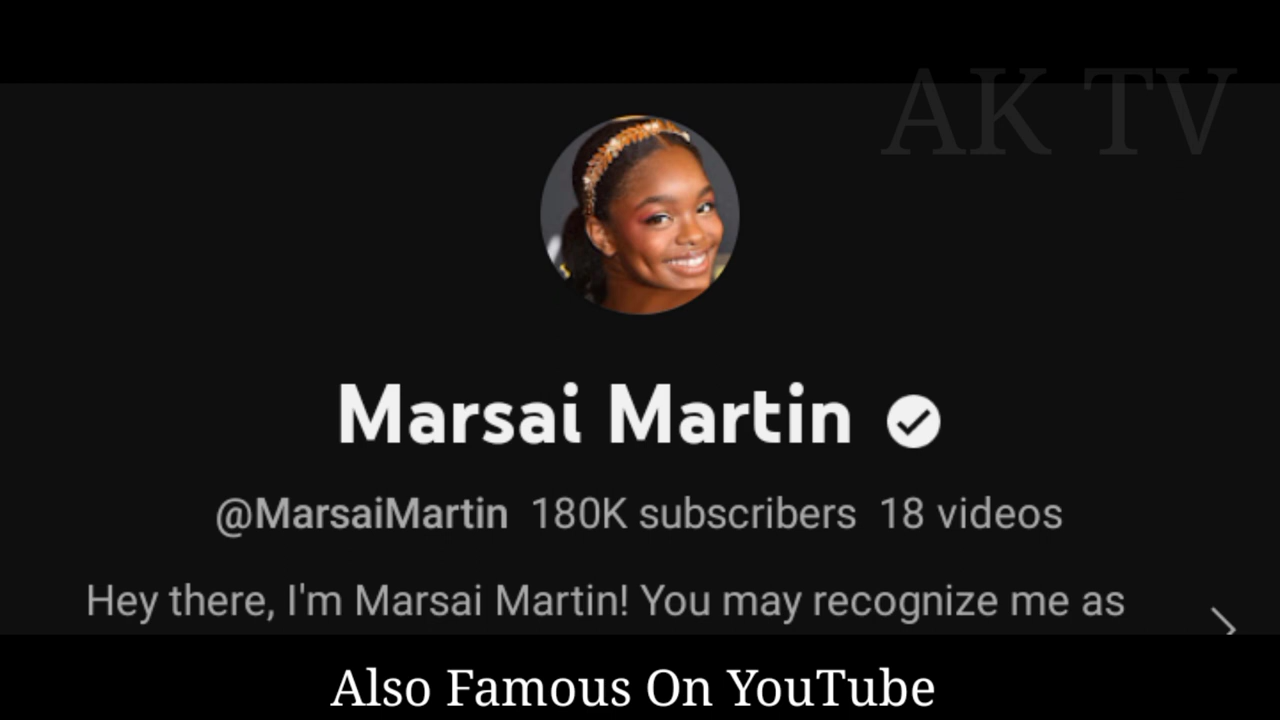 AK TV
Marsai Martin
@MarsaiMartin 180K subscribers 18 videos
Hey there, I'm Marsai Martin! You may recognize me as
Also Famous On YouTube